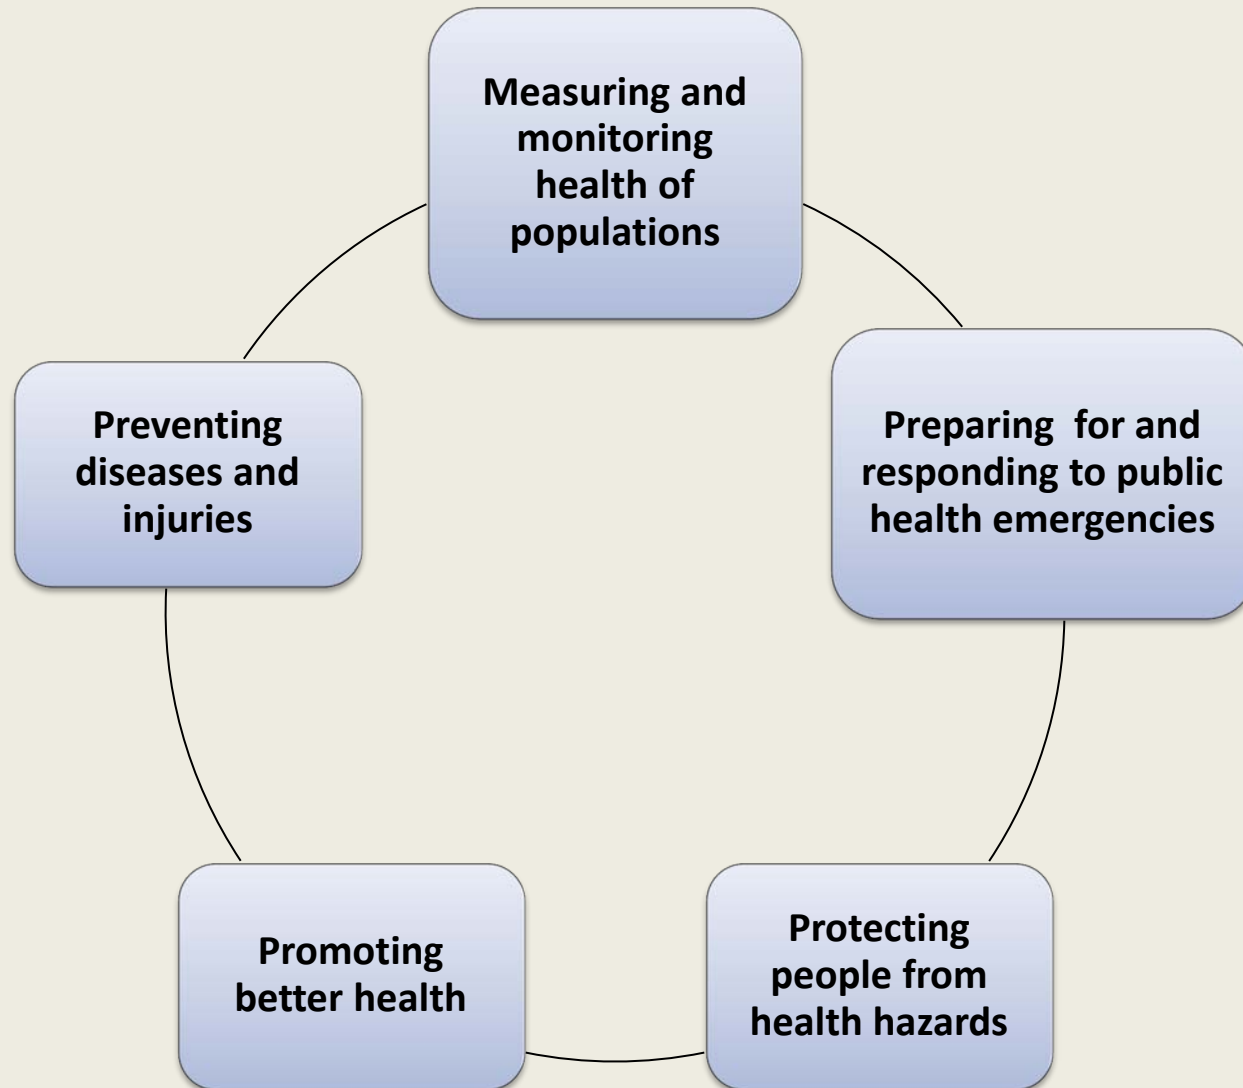 Measuring and
monitoring
health of
populations
Preparing  for and
responding to public
health emergencies
Protecting
people from
health hazards
Promoting
better health
Preventing
diseases and
injuries